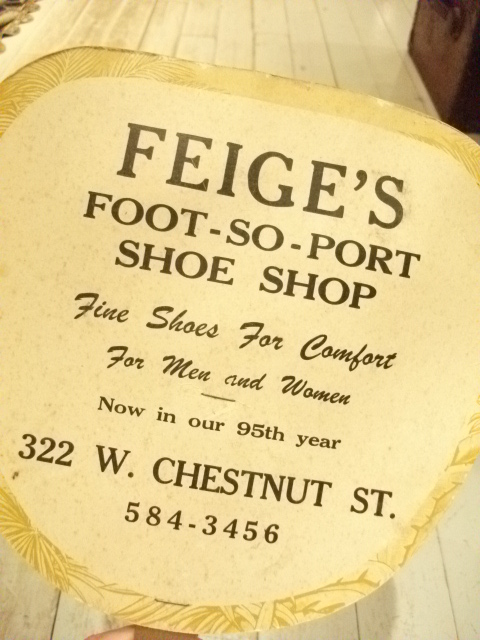 FEIGE'S
FOOT-SO-PORT
SHOE SHOP
Fine Shoes For Comfort
For Men and Women
Now in our 95th year
322 W. CHESTNUT ST.
584-3456